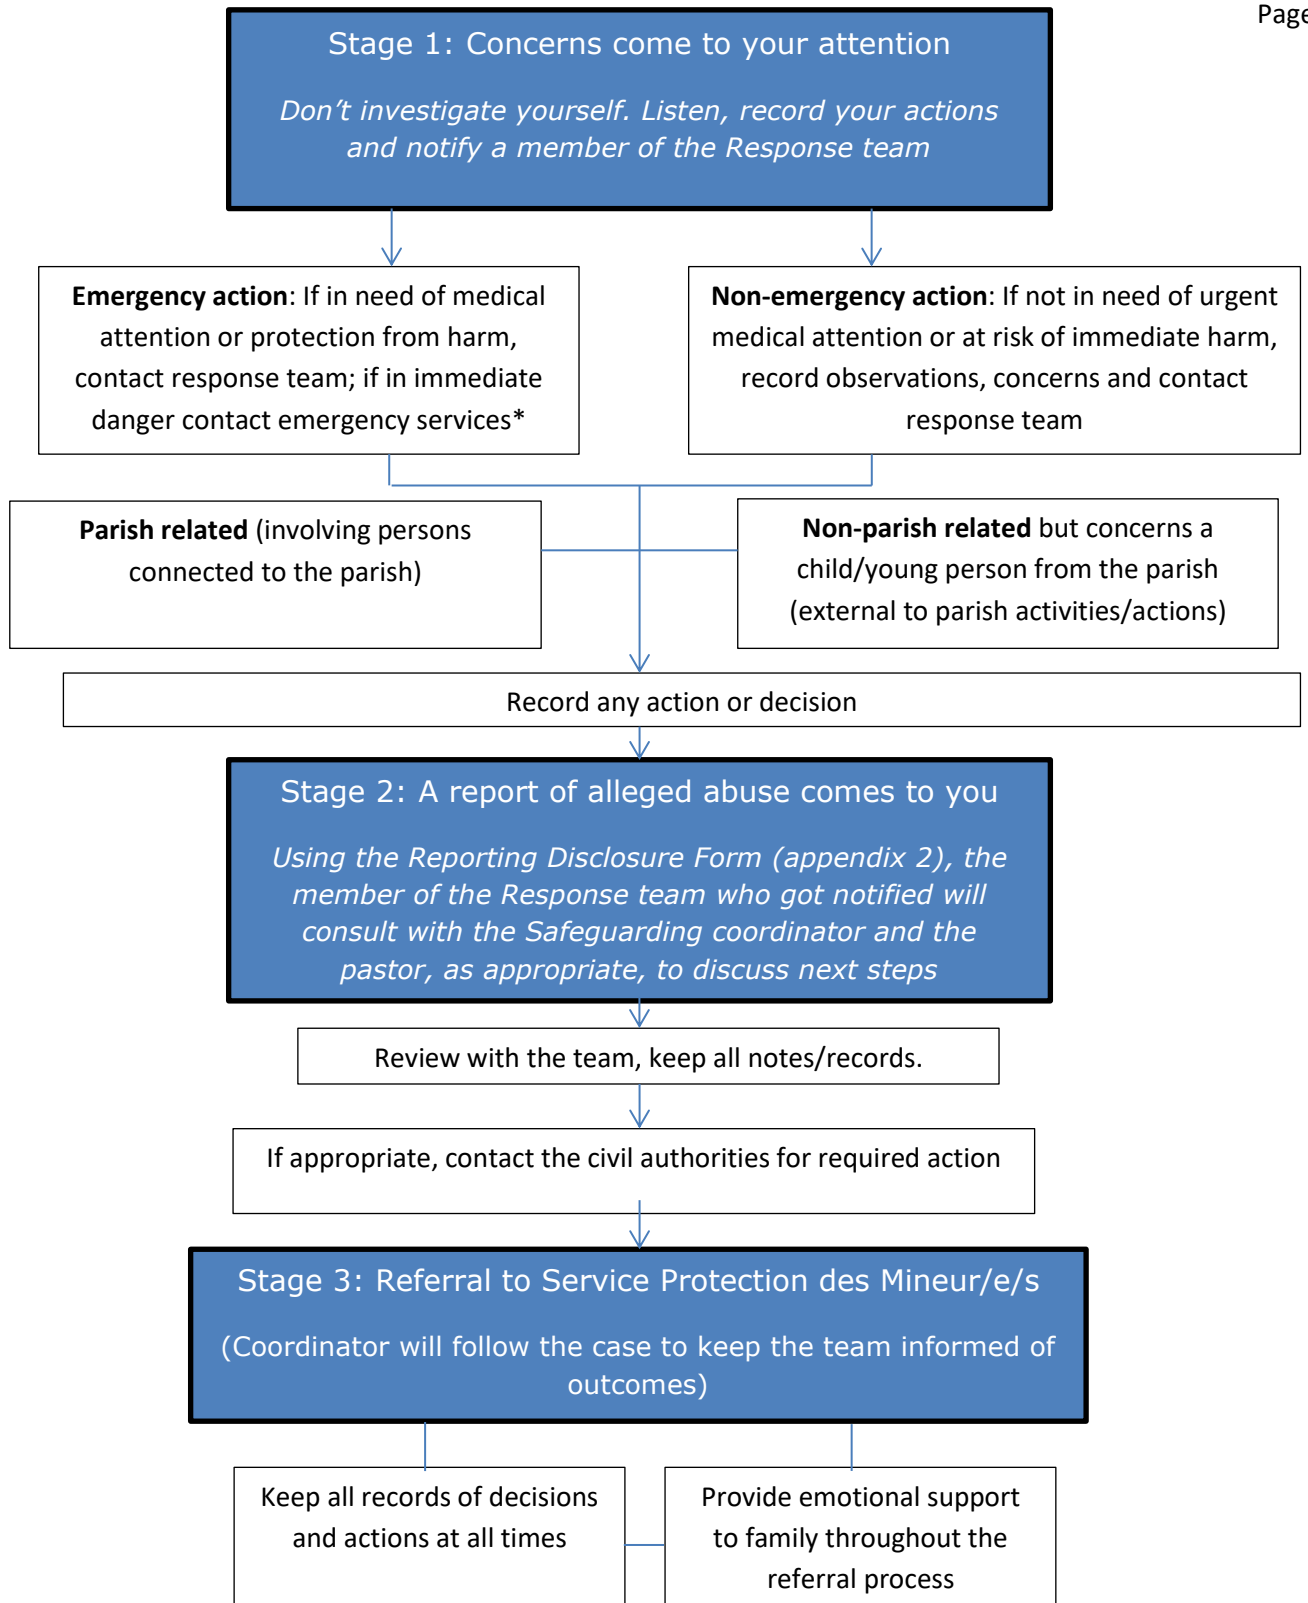 Page
Stage 1: Concerns come to your attention
Don’t investigate yourself. Listen, record your actions
and notify a member of the Response team
Emergency action: If in need of medical
attention or protection from harm,
contact response team; if in immediate
danger contact emergency services*
Non-emergency action: If not in need of urgent
medical attention or at risk of immediate harm,
record observations, concerns and contact
response team
Parish related (involving persons
connected to the parish)
Non-parish related but concerns a
child/young person from the parish
(external to parish activities/actions)
Record any action or decision
Stage 2: A report of alleged abuse comes to you
Using the Reporting Disclosure Form (appendix 2), the
member of the Response team who got notified will
consult with the Safeguarding coordinator and the
pastor, as appropriate, to discuss next steps
Review with the team, keep all notes/records.
If appropriate, contact the civil authorities for required action
Stage 3: Referral to Service Protection des Mineur/e/s
(Coordinator will follow the case to keep the team informed of
outcomes)
Keep all records of decisions
and actions at all times
Provide emotional support
to family throughout the
referral process